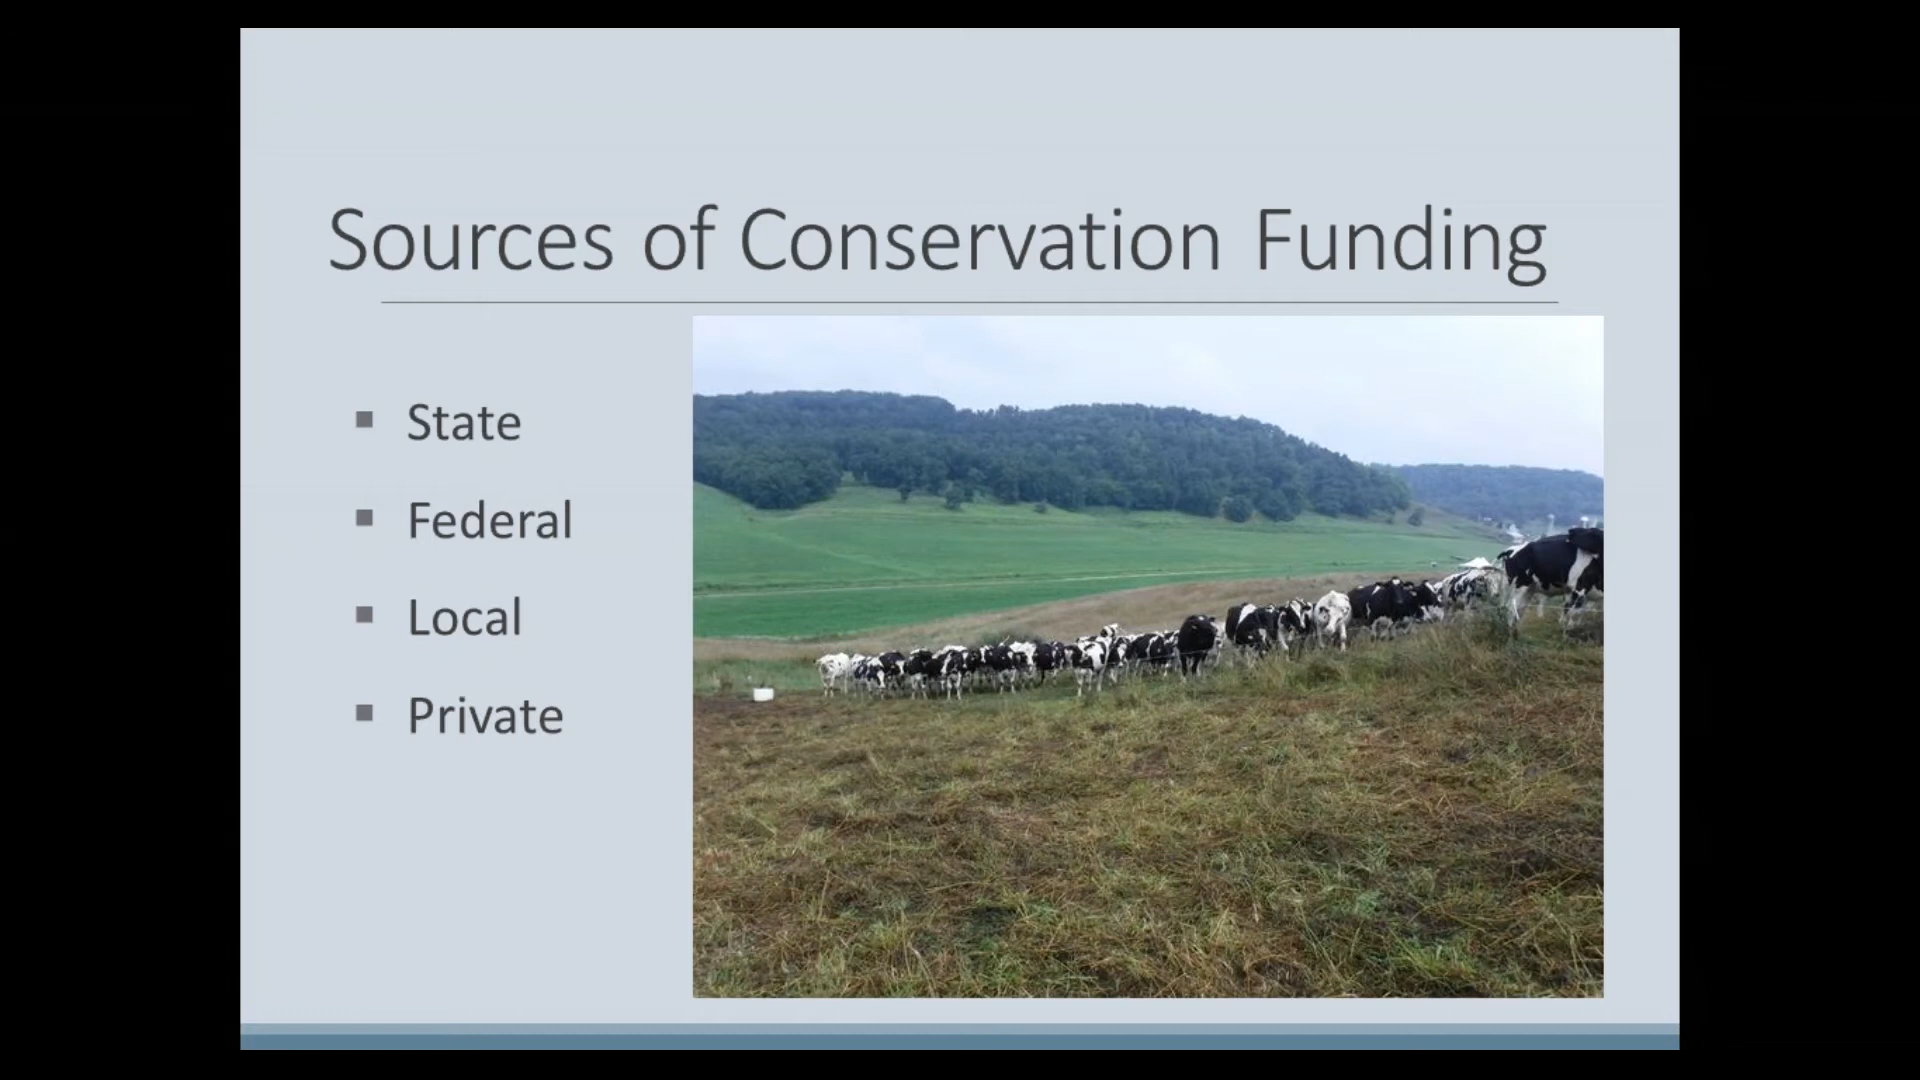 Sources of Conservation Funding
State
Federal
Local
Private